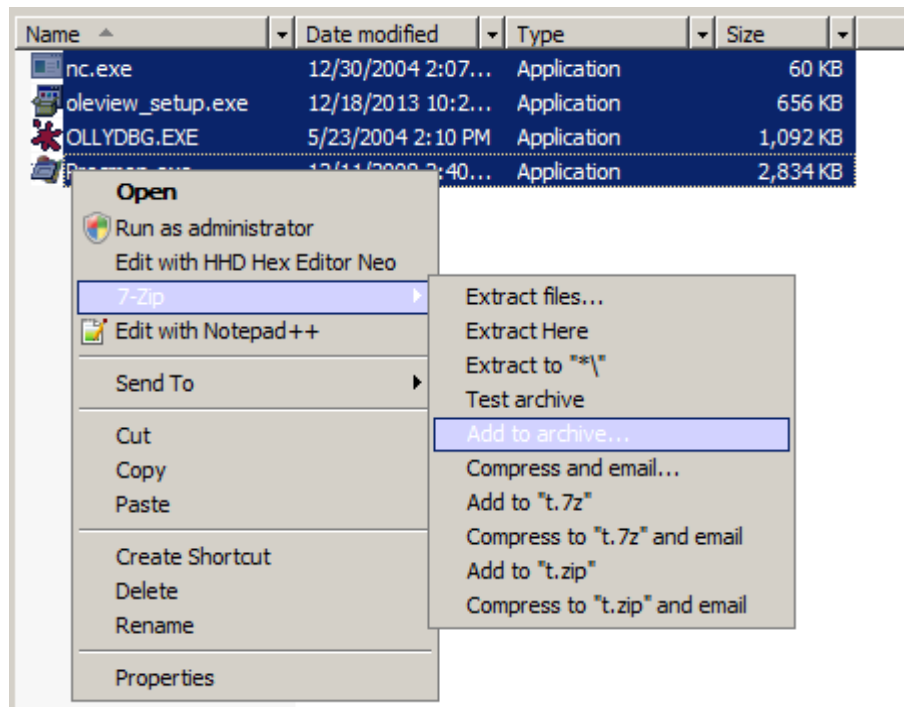 Name Date modified Type Size
nc.exe 12/30/2004 2:07... Application 60 KB
oleview_setup.exe 12/18/2013 10:2... Application 656 KB
OLLYDBG.EXE 5/23/2004 2:10 PM Application 1,092 KB
Application 2,834 KB
Open
Run as administrator
Edit with HHD Hex Editor Neo
7-Zip
Edit with Notepad++
Send To
Cut
Copy
Paste
Create Shortcut
Delete
Rename
Properties
Extract files...
Extract Here
Extract to "*\"
Test archive
Add to archive...
Compress and email...
Add to "t.7z"
Compress to "t.7z" and email
Add to "t.zip"
Compress to "t.zip" and email